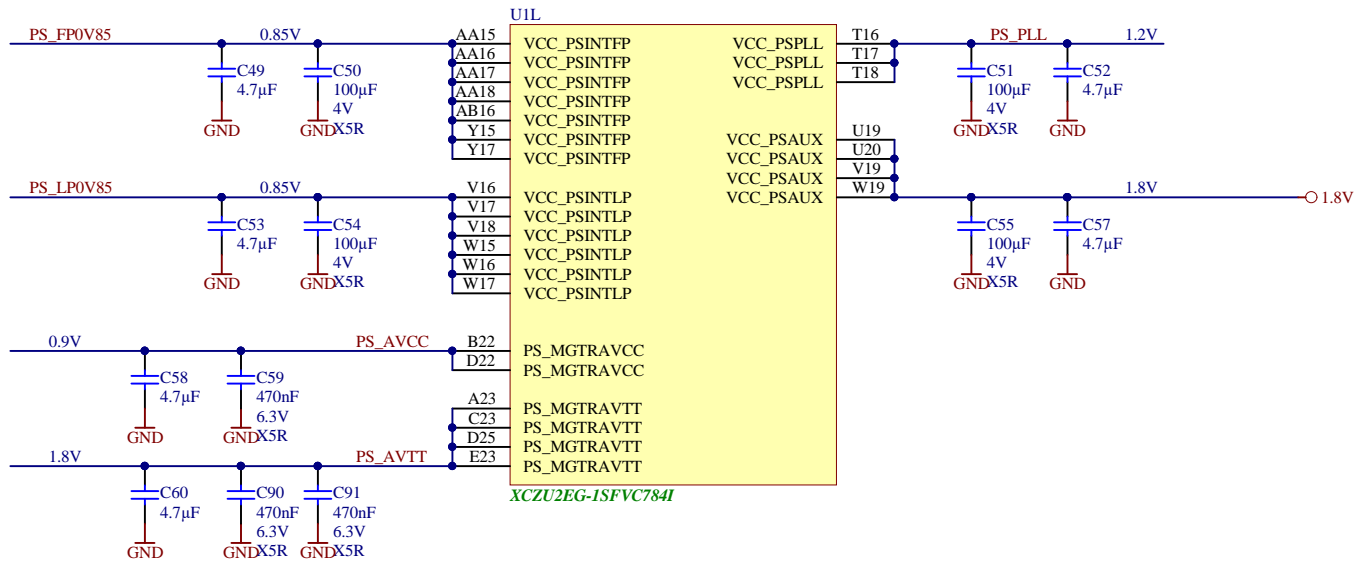 U1L
PS_FP0V85 0.85V AA15 VCC_PSINTFP VCC_PSPLL T16 PS_PLL 1.2V
AA16 VCC_PSINTFP VCC_PSPLL T17
AA17 VCC_PSINTFP VCC_PSPLL T18
AA18 VCC_PSINTFP
AB16 VCC_PSINTFP
Y15 VCC_PSINTFP VCC_PSAUX U19
Y17 VCC_PSINTFP VCC_PSAUX U20
VCC_PSAUX V19
C49
4.7µF
GND
C50
100µF
4V
X5R
GND
C51
100µF
4V
X5R
GND
C52
4.7µF
GND
PS_LP0V85 0.85V V16 VCC_PSINTLP VCC_PSAUX W19 1.8V 1.8V
V17 VCC_PSINTLP
V18 VCC_PSINTLP
W15 VCC_PSINTLP
W16 VCC_PSINTLP
W17 VCC_PSINTLP
C53
4.7µF
GND
C54
100µF
4V
X5R
GND
C55
100µF
4V
X5R
GND
C57
4.7µF
GND
0.9V PS_AVCC B22 PS_MGTRAVCC
D22 PS_MGTRAVCC
C58
4.7µF
GND
C59
470nF
6.3V
X5R
GND
A23 PS_MGTRAVTT
C23 PS_MGTRAVTT
D25 PS_MGTRAVTT
1.8V PS_AVTT E23 PS_MGTRAVTT
C60
4.7µF
GND
C90
470nF
6.3V
X5R
GND
C91
470nF
6.3V
X5R
GND
XCZU2EG-1SFVC784I